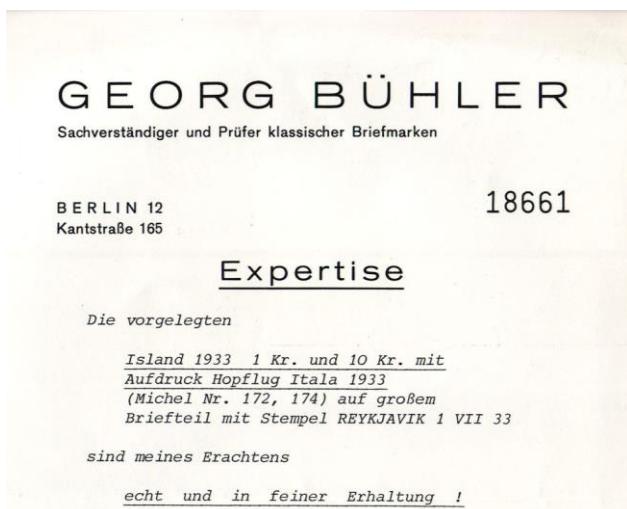 GEORG BÜHLER
Sachverständiger und Prüfer klassischer Briefmarken
BERLIN 12
Kantstraße 165
18661
Expertise
Die vorgelegten
Island 1933 1 Kr. und 10 Kr. mit
Aufdruck Hopflug Itala 1933
(Michel Nr. 172, 174) auf großem
Briefteil mit Stempel REYKJAVIK 1 VII 33
sind meines Erachtens
echt und in feiner Erhaltung !